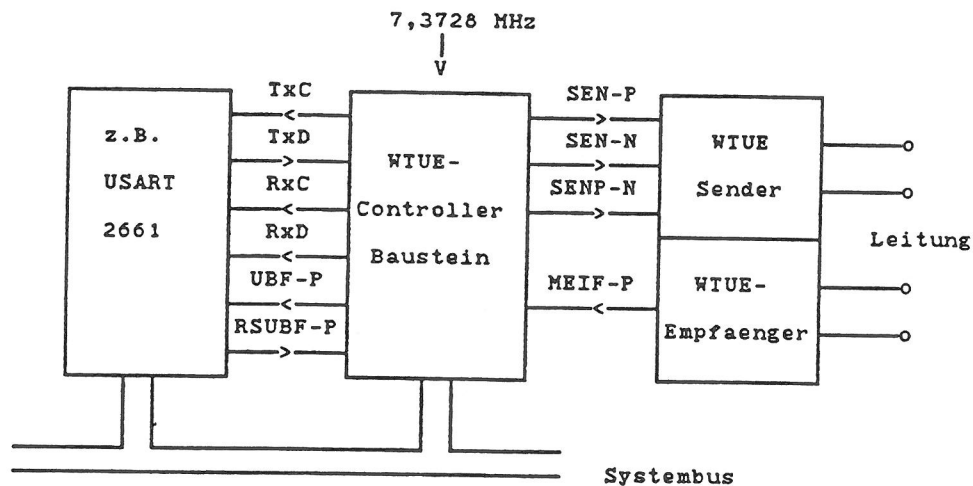 7,3728 MHz
V
TxC
TxD
RxC
RxD
UBF-P
RSUBF-P
z.B.
USART
2661
WTUE-
Controller
Baustein
SEN-P
SEN-N
SENP-N
MEIF-P
WTUE
Sender
WTUE-
Empfaenger
Leitung
Systembus